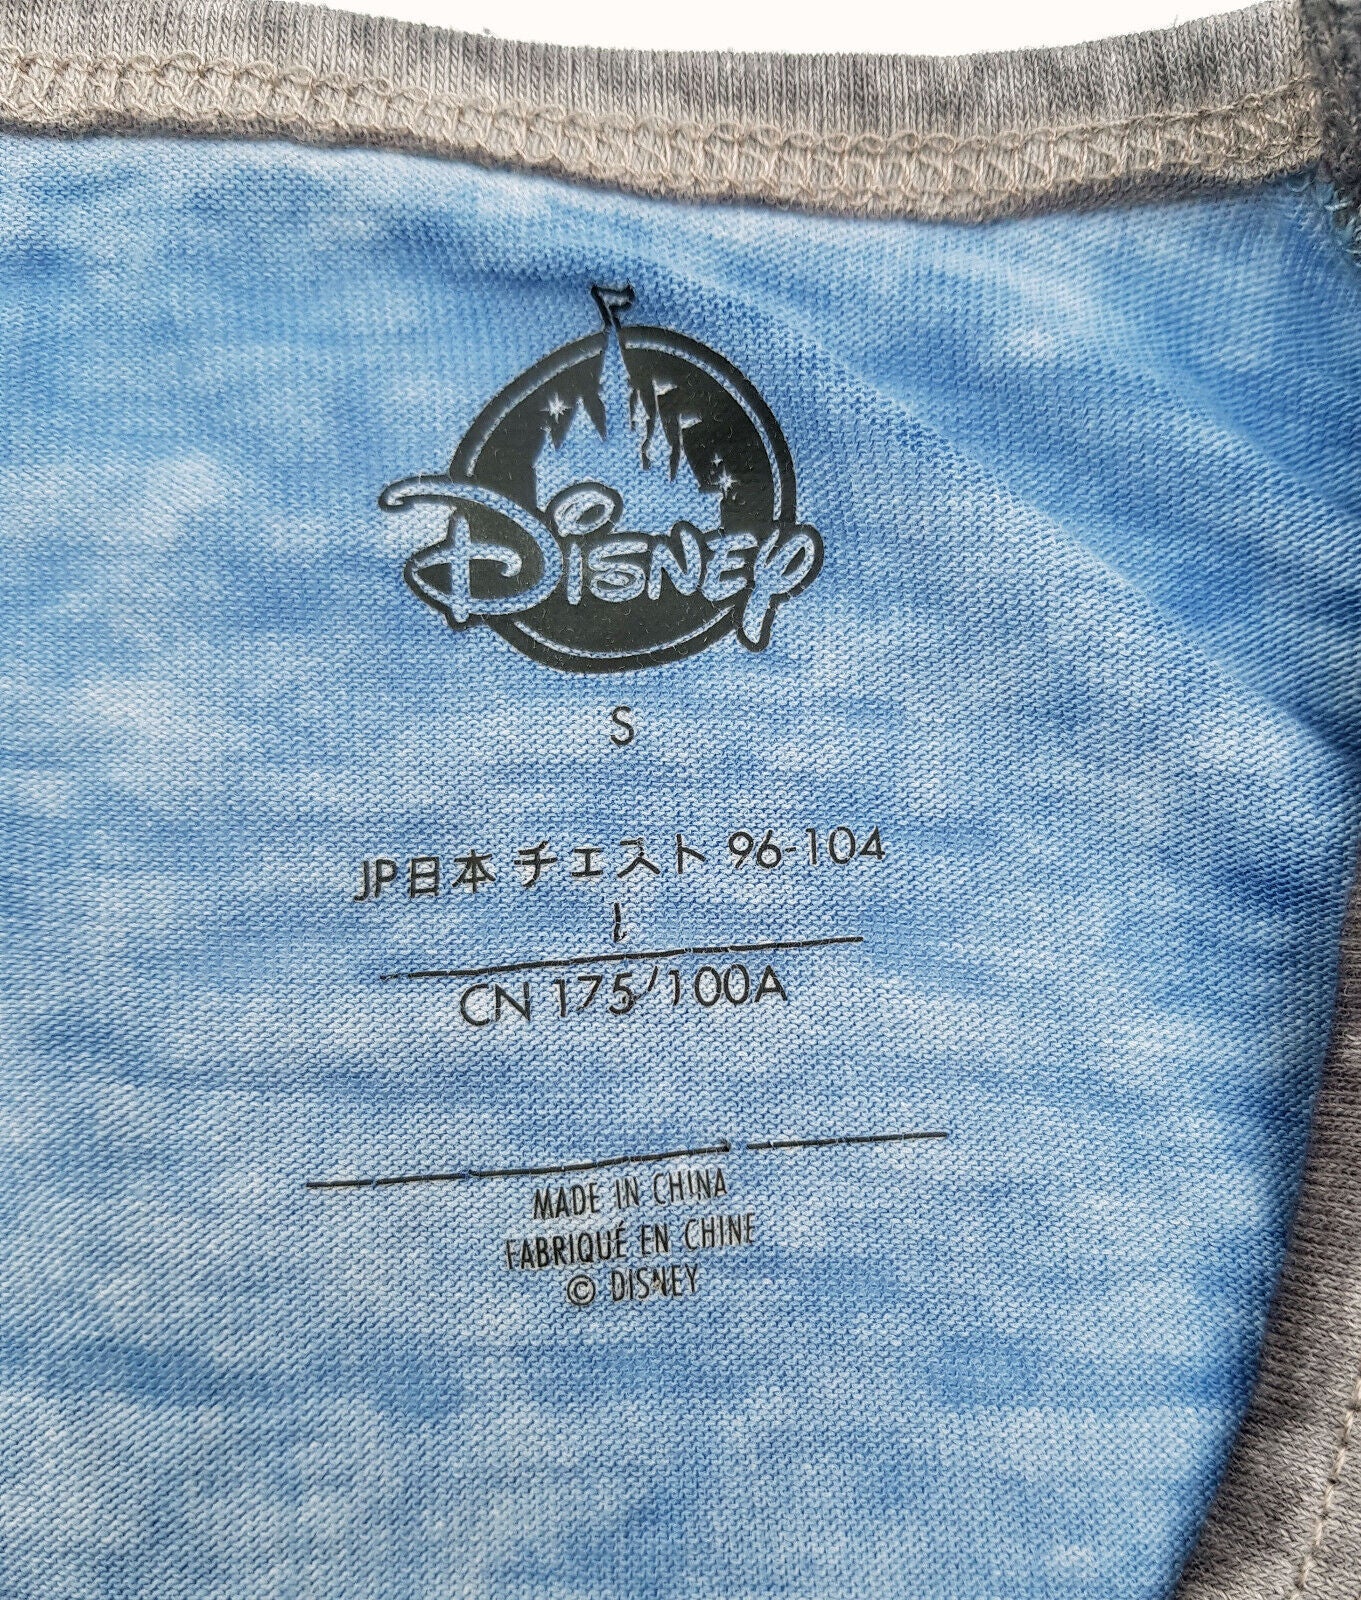 Disney
S
JP日本 チェスト 96-104
L
CN 175/100A
MADE IN CHINA
FABRIQUÉ EN CHINE
© DISNEY